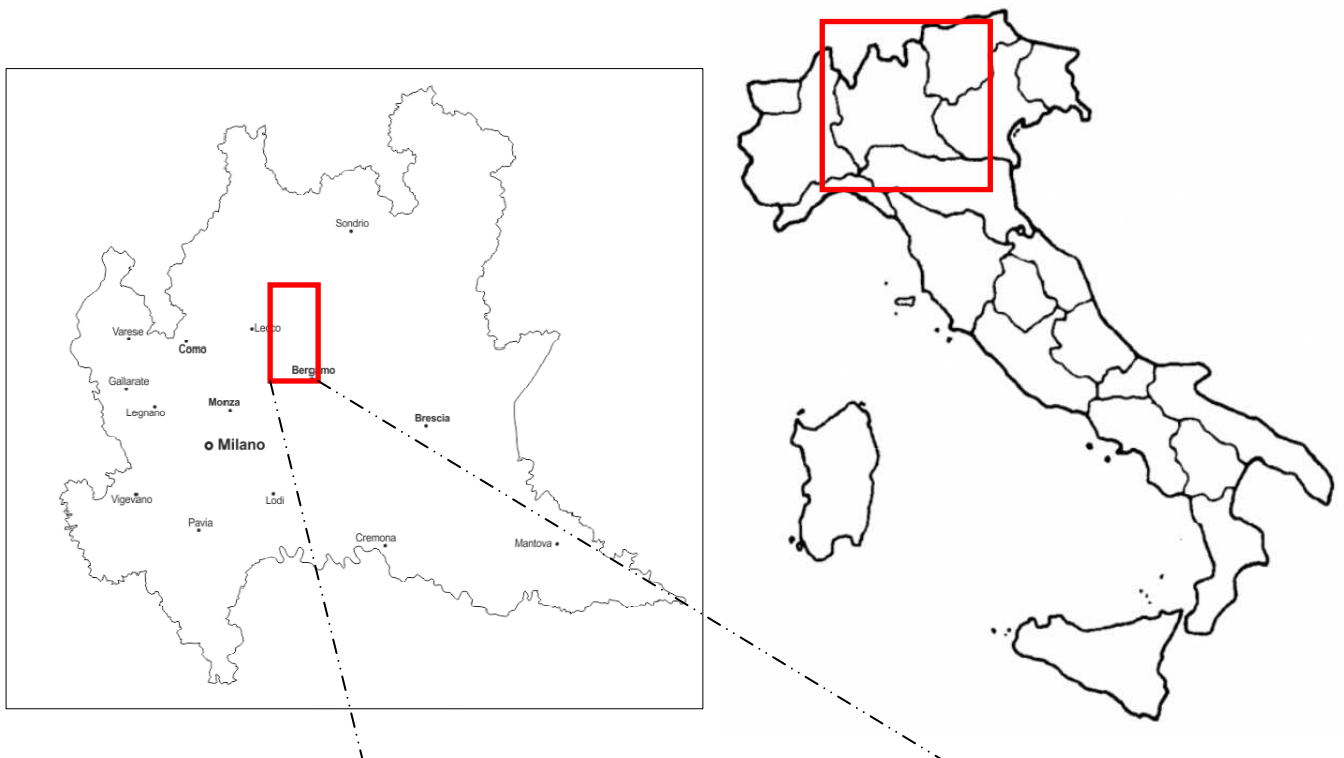 Sondrio
Varese
Lecco
Como
Bergamo
Gallarate
Legnano
Monza
Brescia
Milano
Vigevano
Lodi
Pavia
Cremona
Mantova